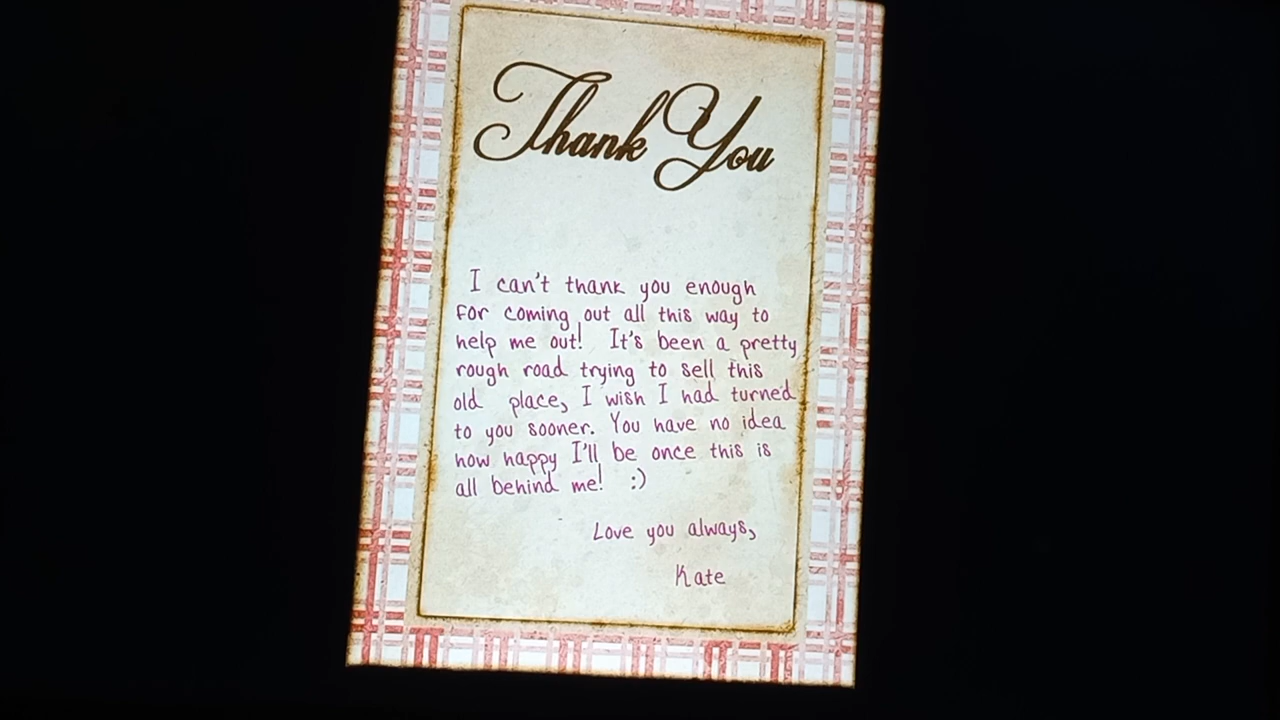 Thank You
I can't thank you enough
for coming out all this way to
help me out! It's been a pretty
rough road trying to sell this
old place, I wish I had turned
to you sooner. You have no idea
how happy I'll be once this is
all behind me! :)
Love you always,
Kate